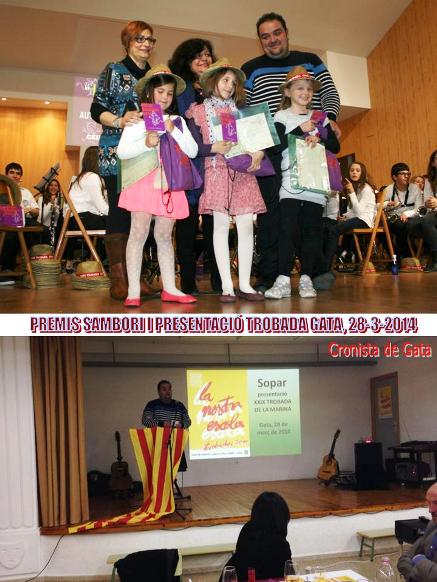 PREMIS SAMBORI I PRESENTACIÓ TROBADA GATA, 28-3-2014
Cronista de Gata
la
nostra
escola
Sopar
presentació
XXIX TROBADA
DE LA MARINA
Gata, 28 de
març de 2014